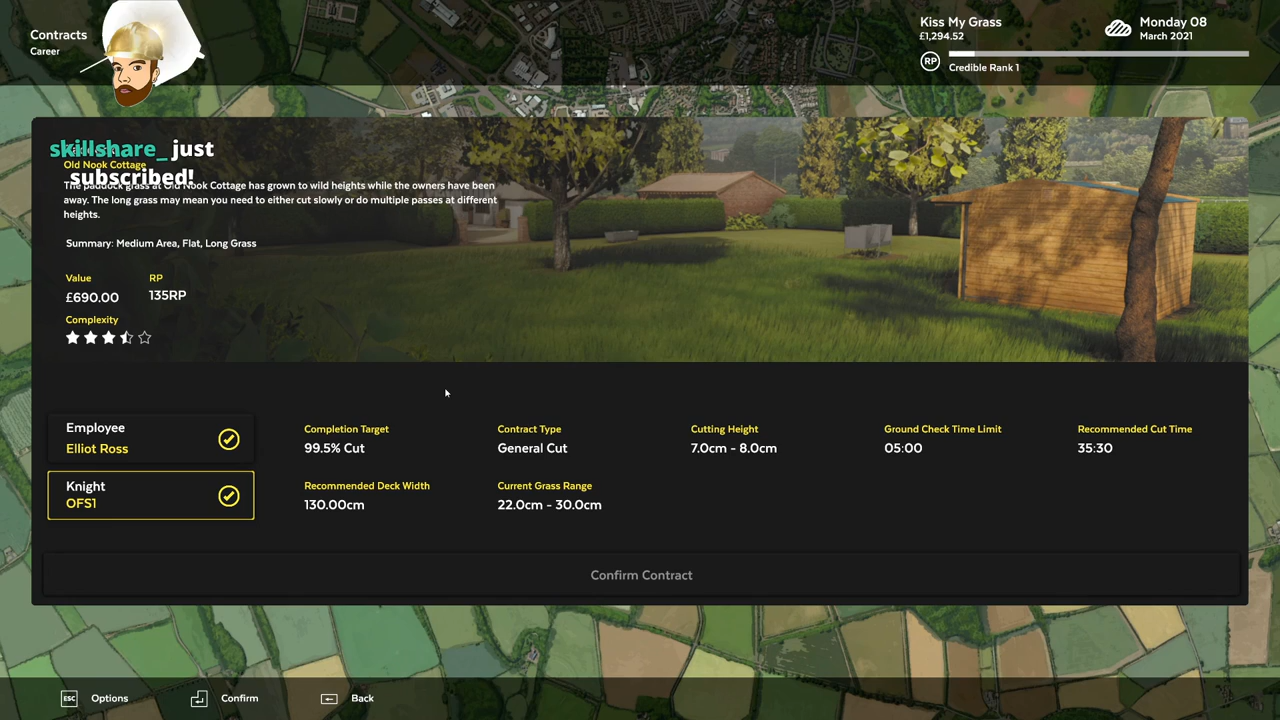 Contracts
Career
Kiss My Grass
£1,294.52
Monday 08
March 2021
RP
Credible Rank 1
skillshare_ just
subscribed!
Old Nook Cottage
The paddock grass at Old Nook Cottage has grown to wild heights while the owners have been
away. The long grass may mean you need to either cut slowly or do multiple passes at different
heights.
Summary: Medium Area, Flat, Long Grass
Value
RP
£690.00
135RP
Complexity
Employee
Elliot Ross
Knight
OFS1
Completion Target
99.5% Cut
Contract Type
General Cut
Cutting Height
7.0cm - 8.0cm
Ground Check Time Limit
05:00
Recommended Cut Time
35:30
Recommended Deck Width
130.00cm
Current Grass Range
22.0cm - 30.0cm
Confirm Contract
ESC Options
Confirm
Back